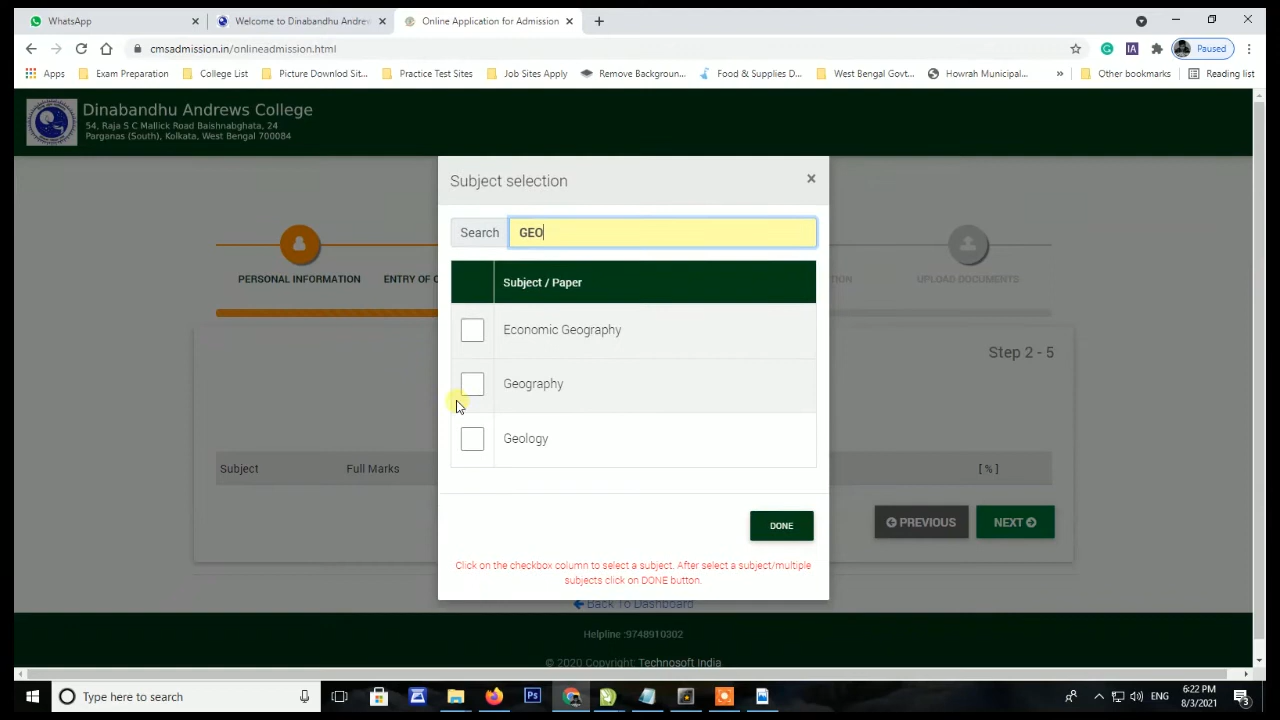 WhatsApp
Welcome to Dinabandhu Andrew
Online Application for Admission
cmsadmission.in/onlineadmission.html
IA
Paused
Apps
Exam Preparation
College List
Picture Downlod Sit...
Practice Test Sites
Job Sites Apply
Remove Backgroun...
Food & Supplies D...
West Bengal Govt...
Howrah Municipal...
»
Other bookmarks
Reading list
Dinabandhu Andrews College
54, Raja S C Mallick Road Baishnabghata, 24
Parganas (South), Kolkata, West Bengal 700084
Subject selection ×
Search GEO
Subject / Paper
Economic Geography
Geography
Geology
DONE
Click on the checkbox column to select a subject. After select a subject/multiple
subjects click on DONE button.
PERSONAL INFORMATION
ENTRY OF
UPLOAD DOCUMENTS
Step 2 - 5
Subject Full Marks [ % ]
PREVIOUS NEXT
Back To Dashboard
Helpline :9748910302
© 2020 Copyright: Technosoft India
Type here to search
Ps
ENG
6:22 PM
8/3/2021
3